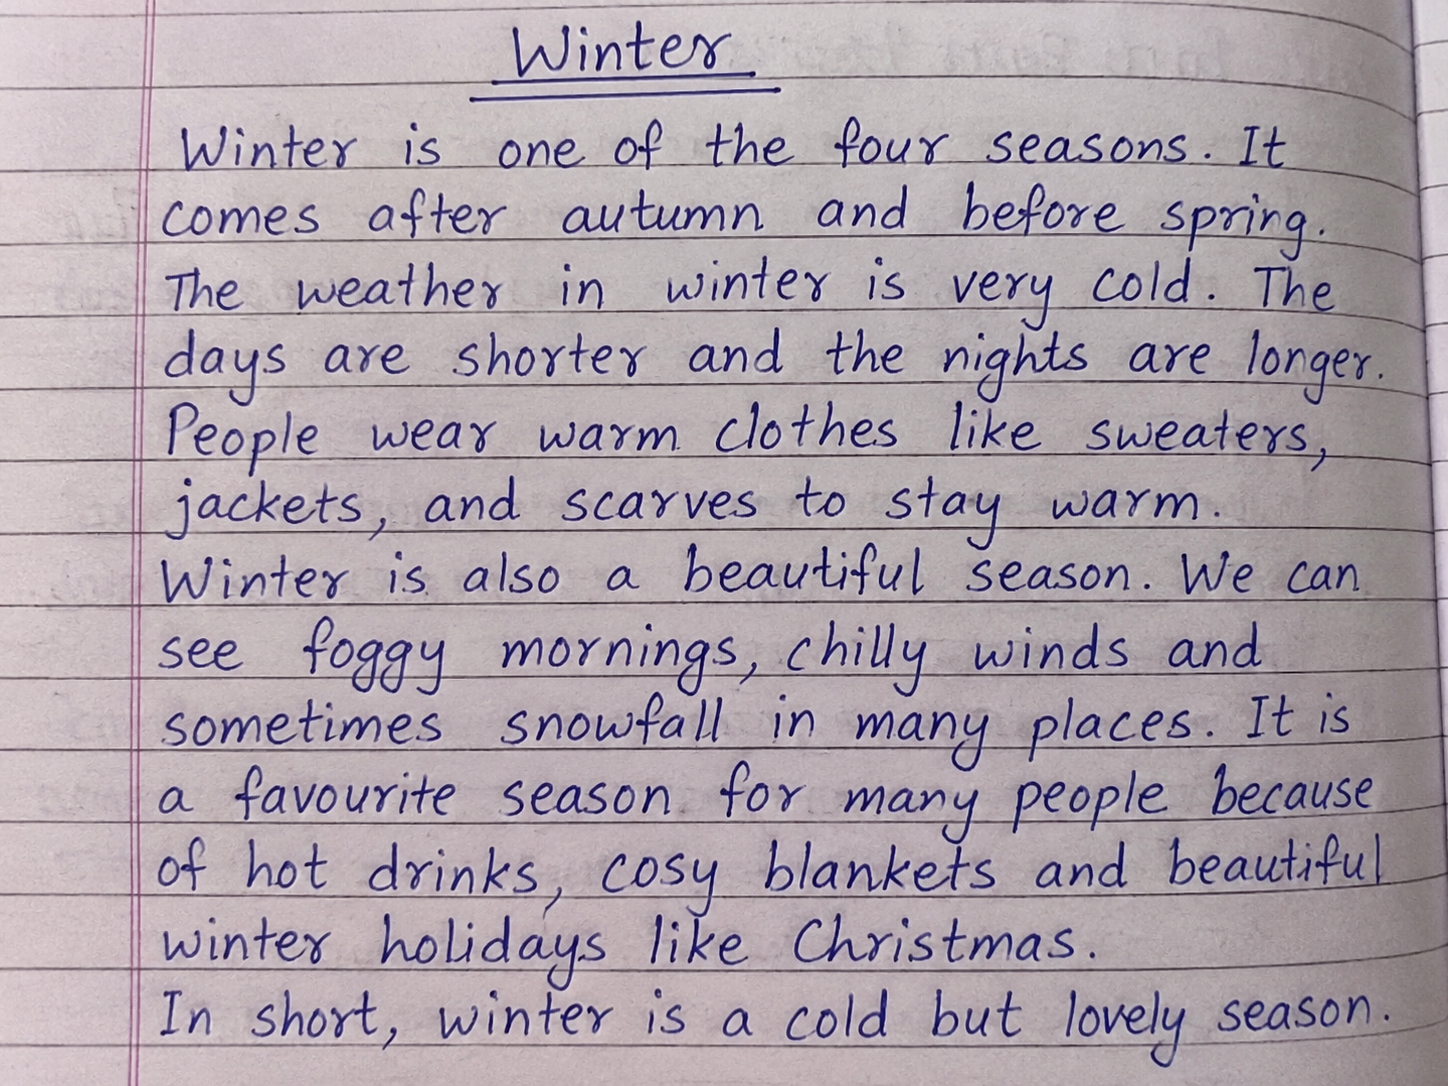 Winter
Winter is one of the four seasons. It
comes after autumn and before spring.
The weather in winter is very cold. The
days are shorter and the nights are longer.
People wear warm clothes like sweaters,
jackets, and scarves to stay warm.
Winter is also a beautiful season. We can
see foggy mornings, chilly winds and
sometimes snowfall in many places. It is
a favourite season for many people because
of hot drinks, cosy blankets and beautiful
winter holidays like Christmas.
In short, winter is a cold but lovely season.